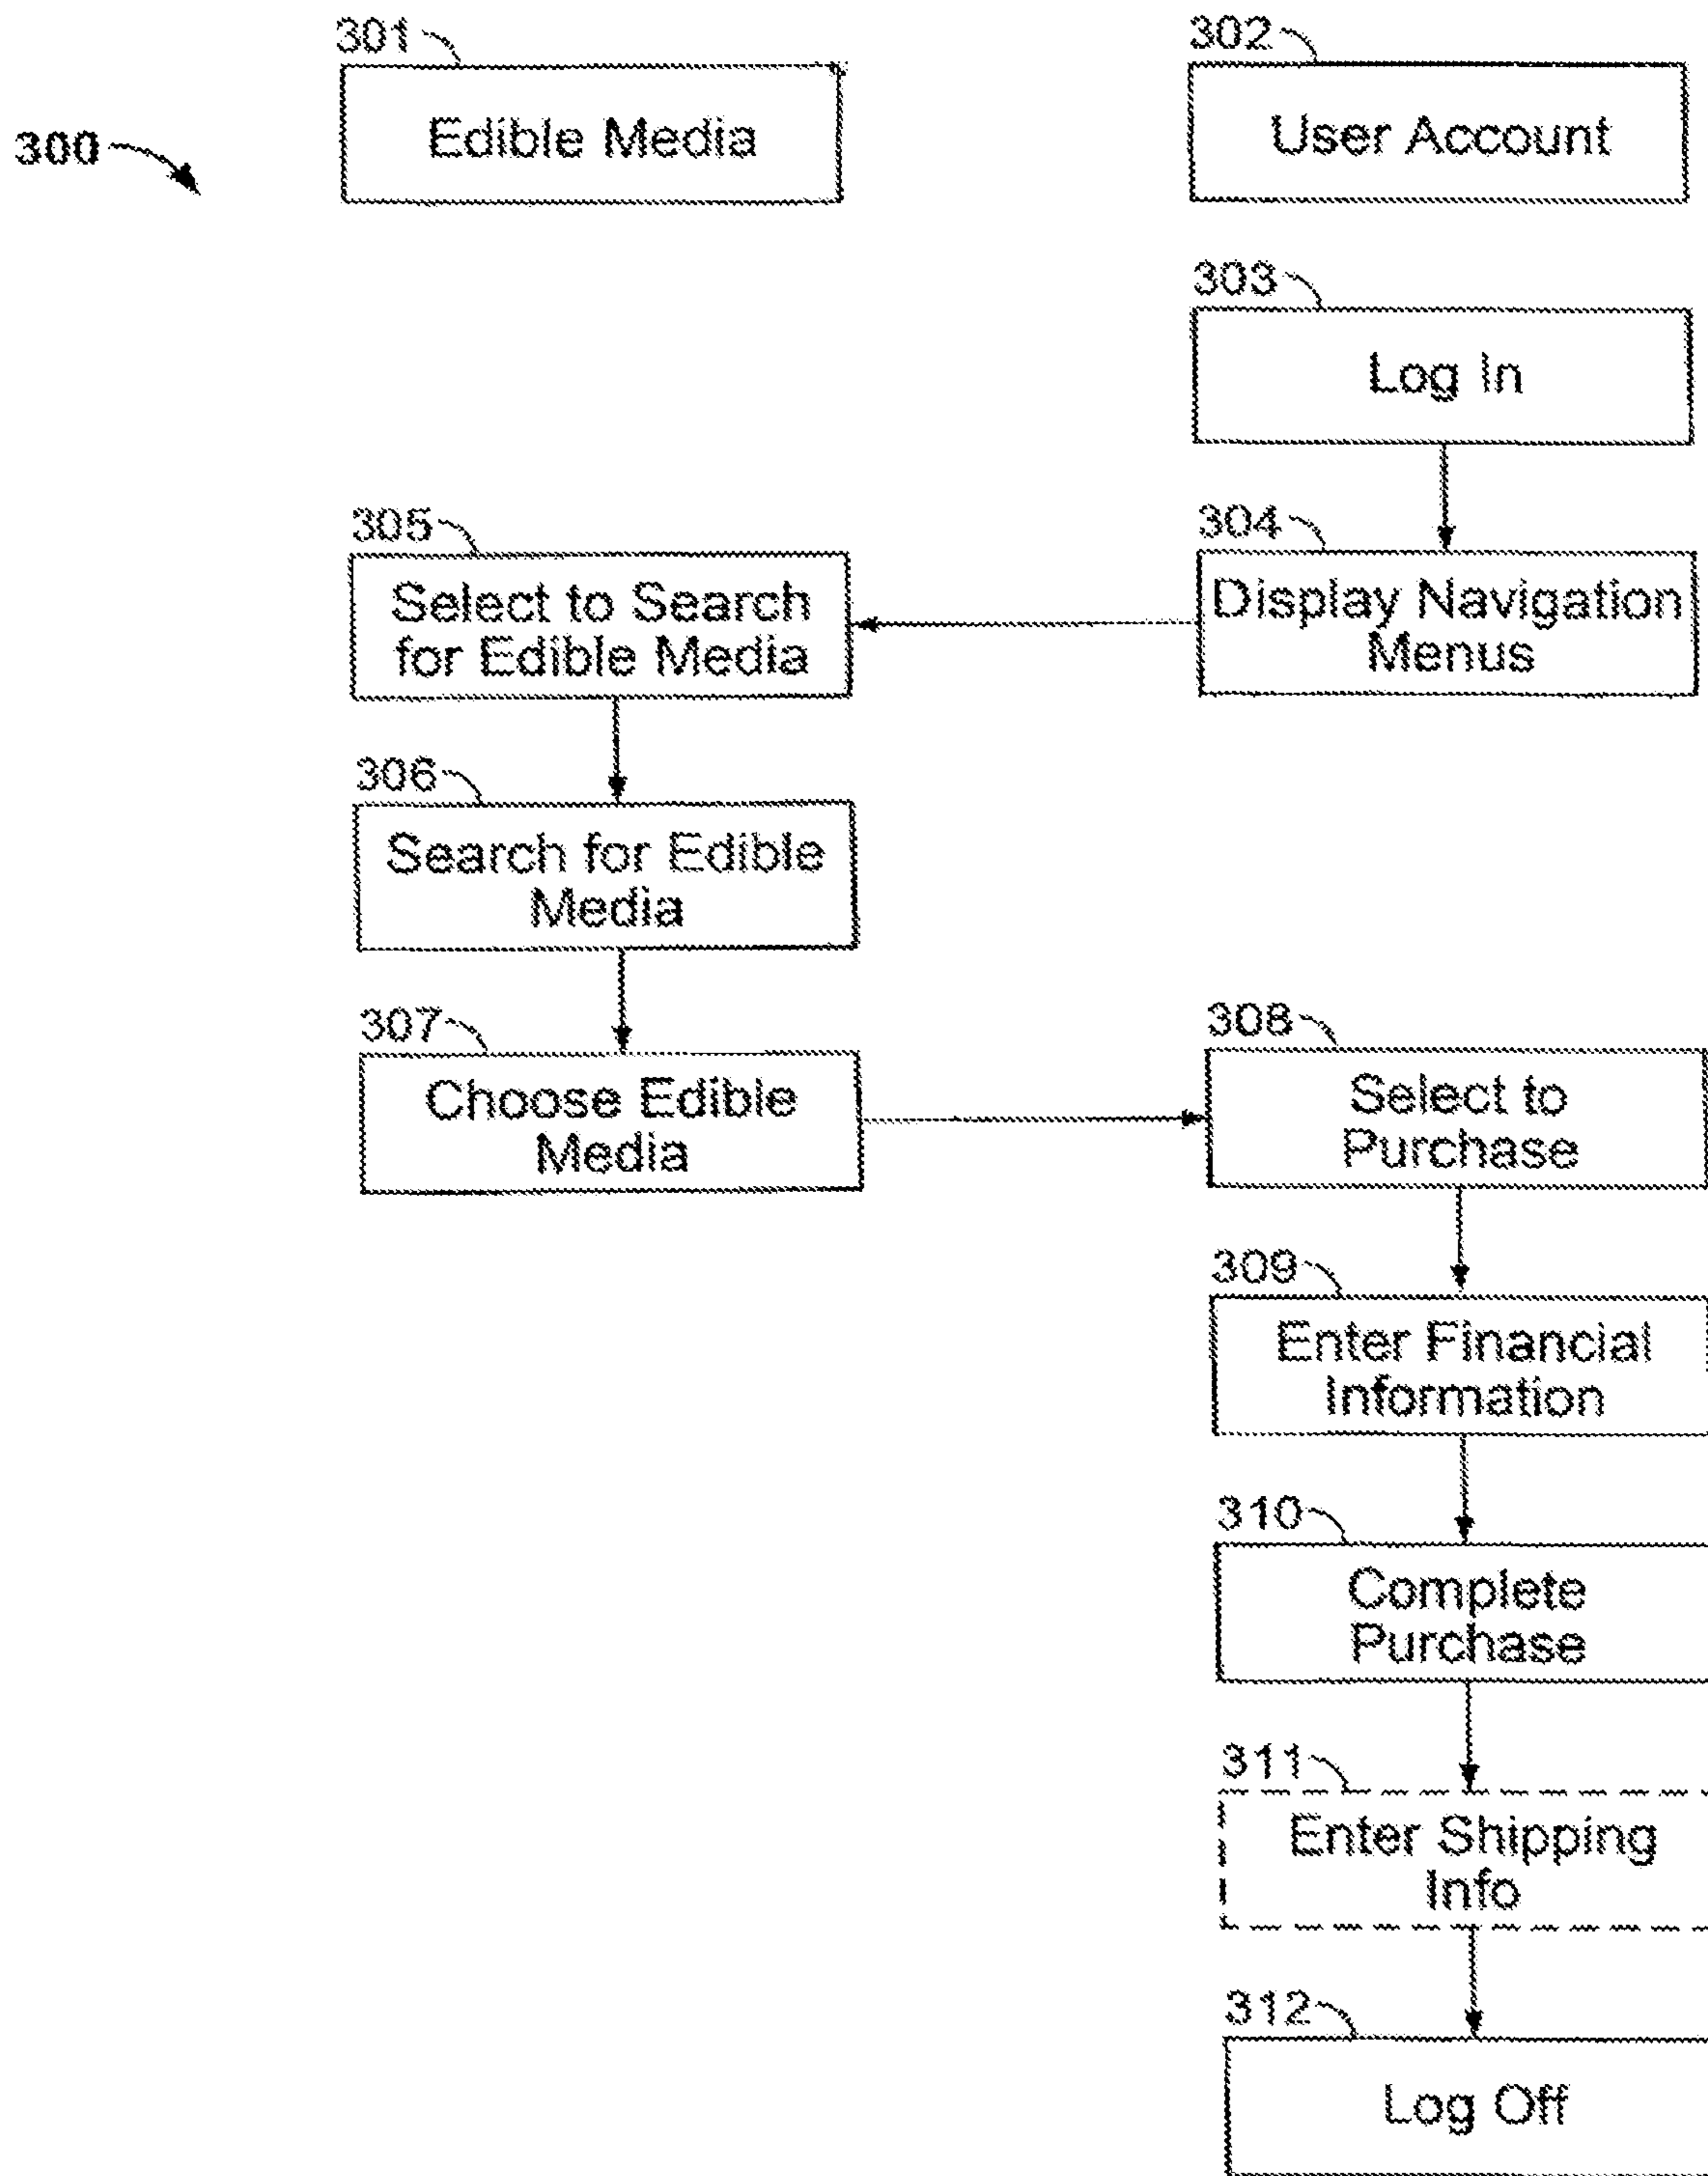 301
302
300
Edible Media
User Account
303
Log In
305
304
Select to Search
for Edible Media
Display Navigation
Menus
306
Search for Edible
Media
307
308
Choose Edible
Media
Select to
Purchase
309
Enter Financial
Information
310
Complete
Purchase
311
Enter Shipping
Info
312
Log Off